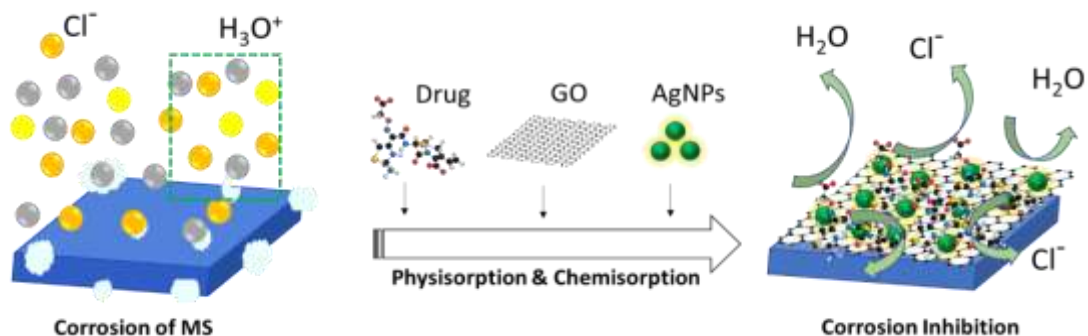 Cl⁻
H₃O⁺
Corrosion of MS
Drug
GO
AgNPs
Physisorption & Chemisorption
H₂O
Cl⁻
H₂O
Cl⁻
Corrosion Inhibition